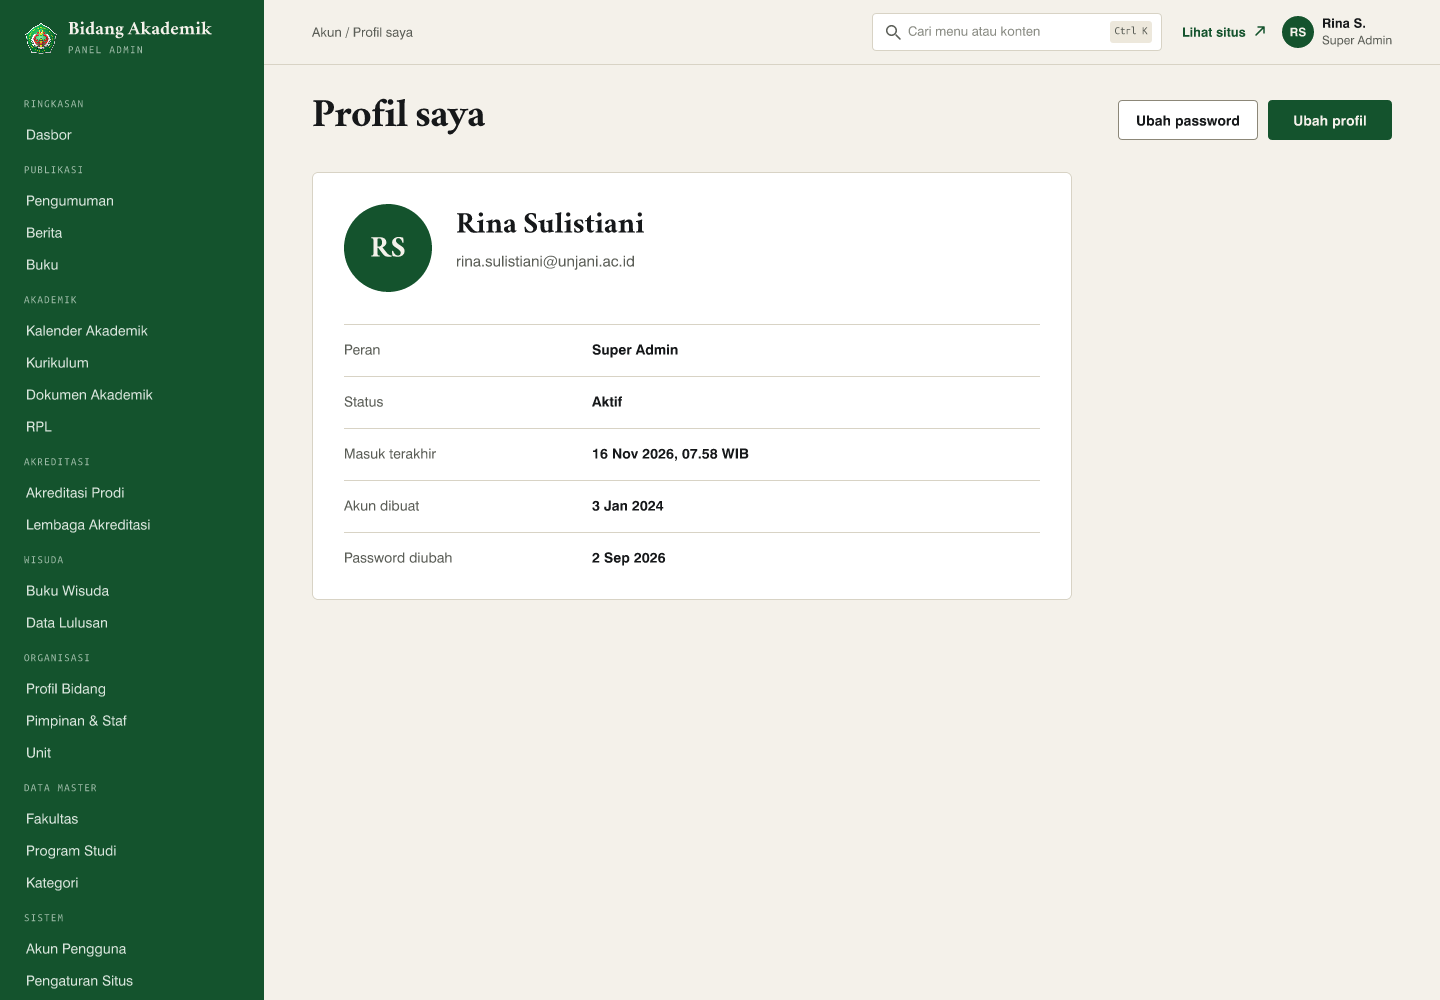 Bidang Akademik
PANEL ADMIN
RINGKASAN
Dasbor
PUBLIKASI
Pengumuman
Berita
Buku
AKADEMIK
Kalender Akademik
Kurikulum
Dokumen Akademik
RPL
AKREDITASI
Akreditasi Prodi
Lembaga Akreditasi
WISUDA
Buku Wisuda
Data Lulusan
ORGANISASI
Profil Bidang
Pimpinan & Staf
Unit
DATA MASTER
Fakultas
Program Studi
Kategori
SISTEM
Akun Pengguna
Pengaturan Situs
Akun / Profil saya
Cari menu atau konten
Ctrl K
Lihat situs ↗
RS
Rina S.
Super Admin
Profil saya
Ubah password
Ubah profil
RS
Rina Sulistiani
rina.sulistiani@unjani.ac.id
Peran Super Admin
Status Aktif
Masuk terakhir 16 Nov 2026, 07.58 WIB
Akun dibuat 3 Jan 2024
Password diubah 2 Sep 2026